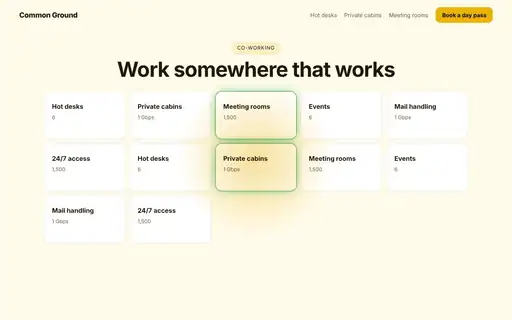 Common Ground
Hot desks Private cabins Meeting rooms Book a day pass
CO-WORKING
Work somewhere that works
Hot desks Private cabins Meeting rooms Events Mail handling
6 1 Gbps 1,500 6 1 Gbps
24/7 access Hot desks Private cabins Meeting rooms Events
1,500 6 1 Gbps 1,500 6
Mail handling 24/7 access
1 Gbps 1,500